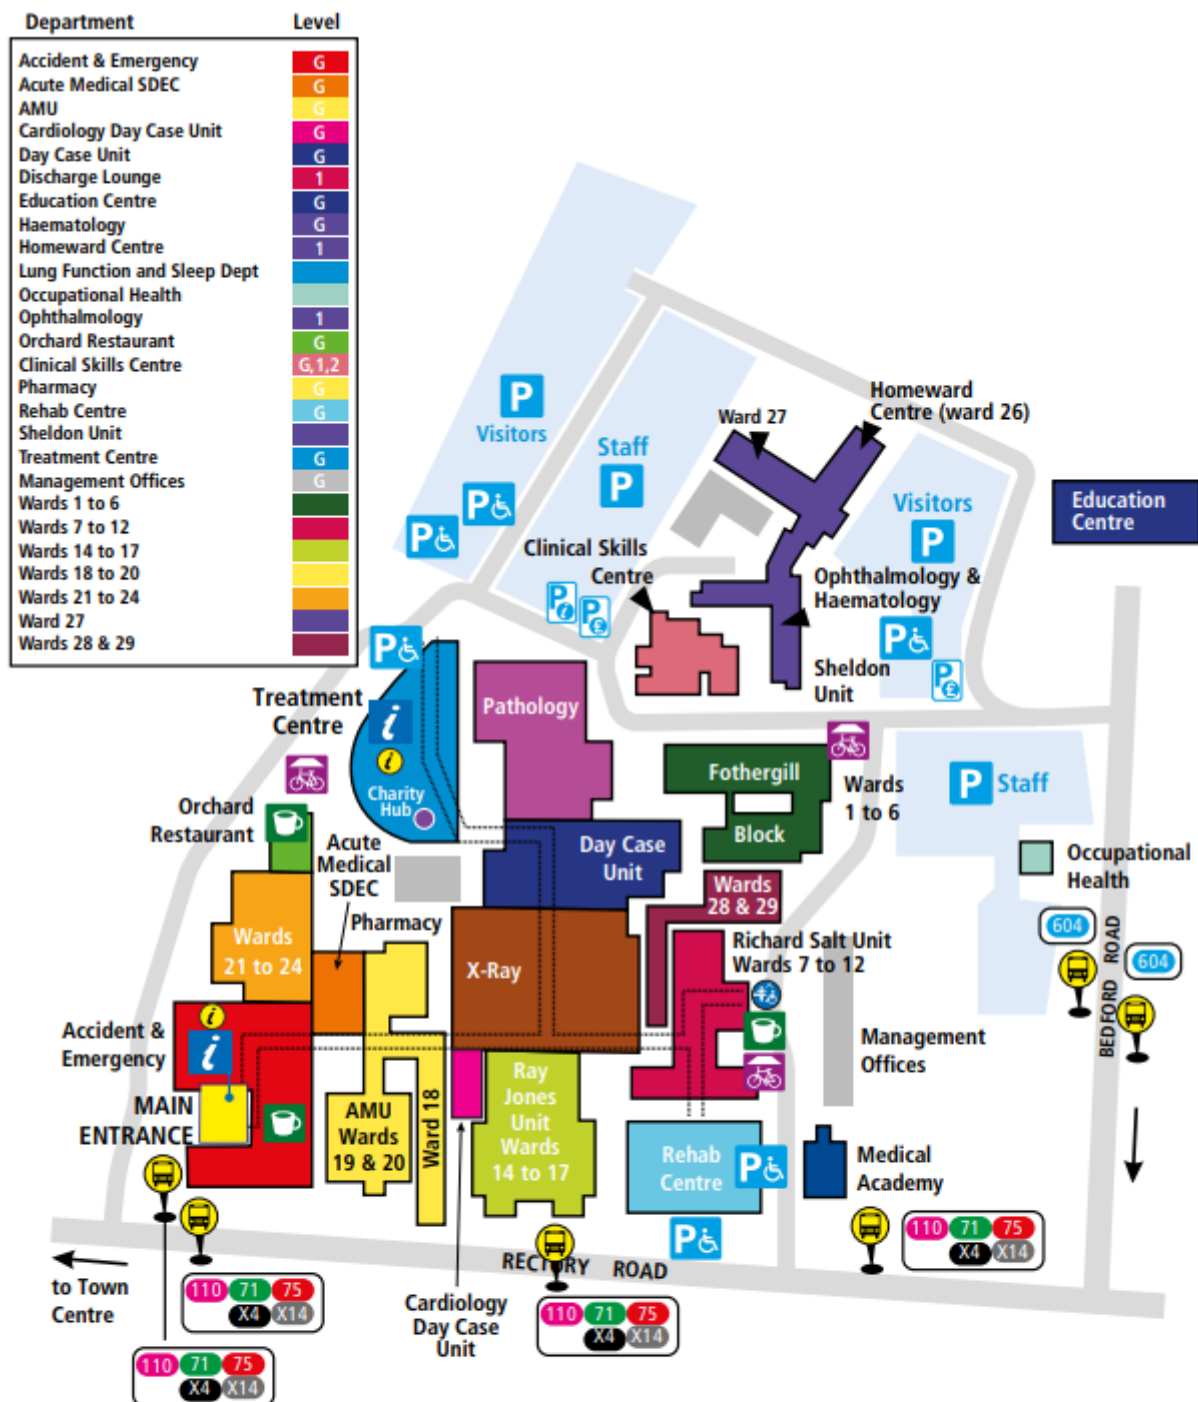 Department Level
Accident & Emergency G
Acute Medical SDEC G
AMU G
Cardiology Day Case Unit G
Day Case Unit G
Discharge Lounge 1
Education Centre G
Haematology G
Homeward Centre 1
Lung Function and Sleep Dept
Occupational Health
Ophthalmology 1
Orchard Restaurant G
Clinical Skills Centre G,1,2
Pharmacy G
Rehab Centre G
Sheldon Unit
Treatment Centre G
Management Offices G
Wards 1 to 6
Wards 7 to 12
Wards 14 to 17
Wards 18 to 20
Wards 21 to 24
Ward 27
Wards 28 & 29
P
Visitors
P
P
Staff
P
Ward 27
Homeward
Centre (ward 26)
Visitors
P
Education
Centre
Clinical Skills
Centre
P i
P £
Ophthalmology &
Haematology
P
P £
Sheldon
Unit
P
Treatment
Centre
i
i
Charity
Hub
Pathology
Fothergill
Block
Wards
1 to 6
P Staff
Orchard
Restaurant
Acute
Medical
SDEC
Day Case
Unit
Occupational
Health
Pharmacy
Wards
28 & 29
Wards
21 to 24
X-Ray
Richard Salt Unit
Wards 7 to 12
604
604
BEDFORD ROAD
Accident &
Emergency
i
i
Management
Offices
MAIN
ENTRANCE
AMU
Wards
19 & 20
Ward 18
Ray
Jones
Unit
Wards
14 to 17
Rehab
Centre
P
P
Medical
Academy
110 71 75
X4 X14
RECTORY ROAD
to Town
Centre
110 71 75
X4 X14
Cardiology
Day Case
Unit
110 71 75
X4 X14
110 71 75
X4 X14